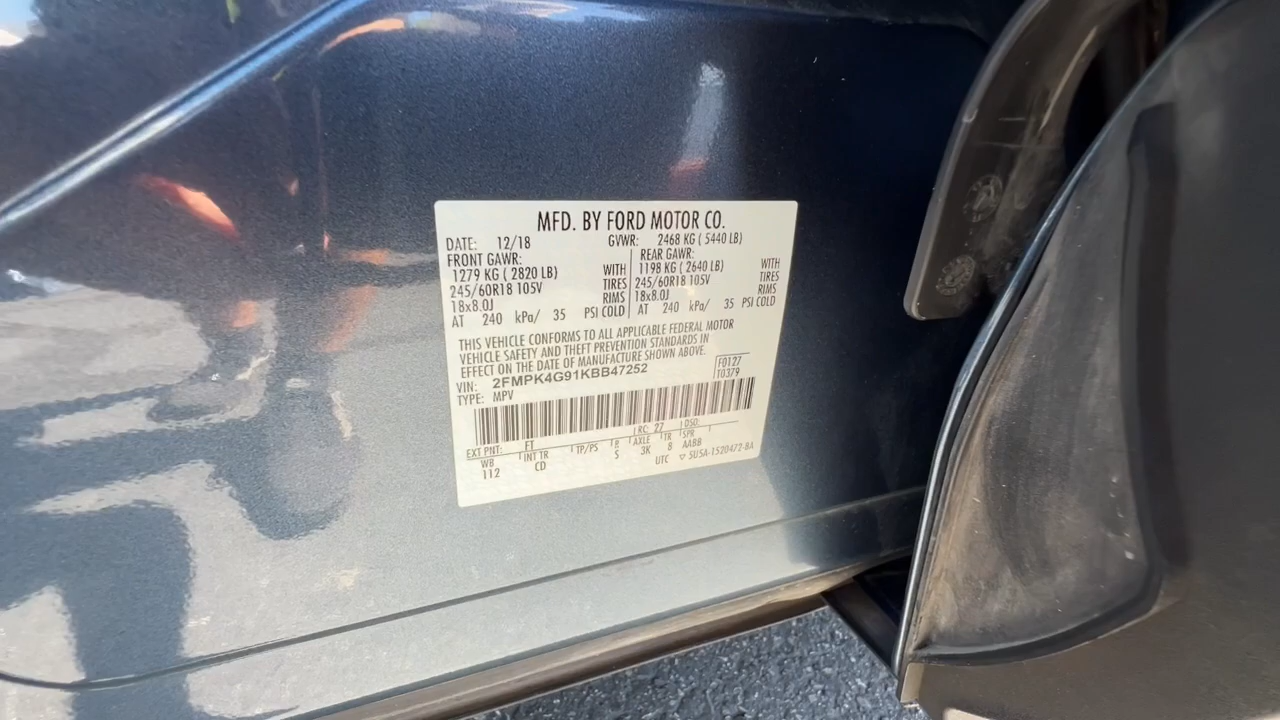 MFD. BY FORD MOTOR CO.
DATE: 12/18 GVWR: 2468 KG ( 5440 LB)
FRONT GAWR: REAR GAWR:
1279 KG ( 2820 LB) WITH 1198 KG ( 2640 LB) WITH
245/60R18 105V TIRES 245/60R18 105V TIRES
18x8.0J RIMS 18x8.0J RIMS
AT 240 kPa/ 35 PSI COLD AT 240 kPa/ 35 PSI COLD
THIS VEHICLE CONFORMS TO ALL APPLICABLE FEDERAL MOTOR
VEHICLE SAFETY AND THEFT PREVENTION STANDARDS IN
EFFECT ON THE DATE OF MANUFACTURE SHOWN ABOVE.
VIN: 2FMPK4G91KBB47252 F0127
TYPE: MPV T0379
EXT PNT: FT RC: 27 DSO:
WB INT TR TP/PS R AXLE TR SPR
112 CD S 3K 8 AABB
UTC ▽ 5U5A-1520472-BA